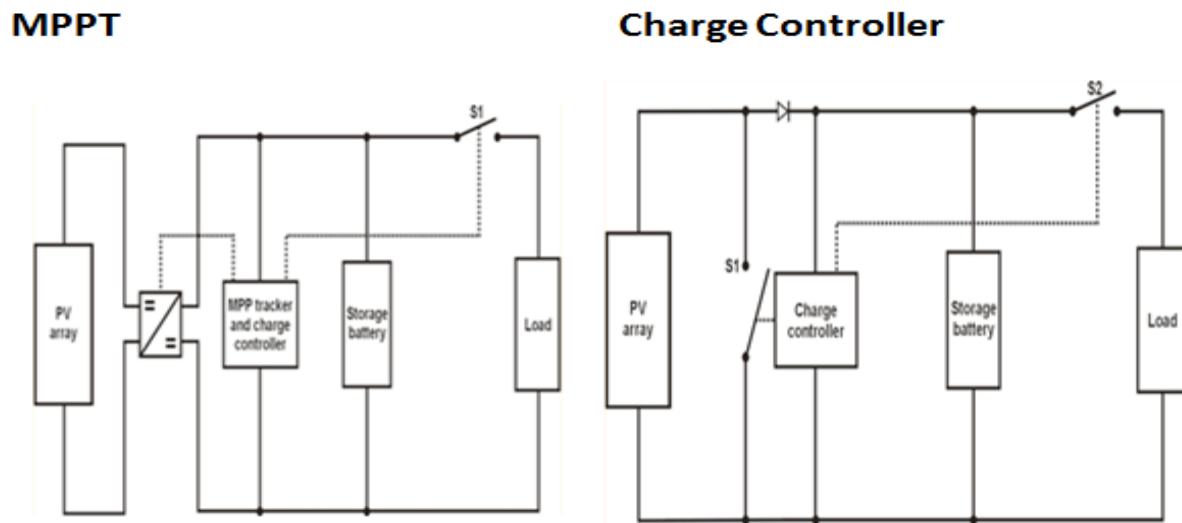 MPPT
S1
PV
array
MPP tracker
and charge
controller
Storage
battery
Load
Charge Controller
S2
S1
PV
array
Charge
controller
Storage
battery
Load